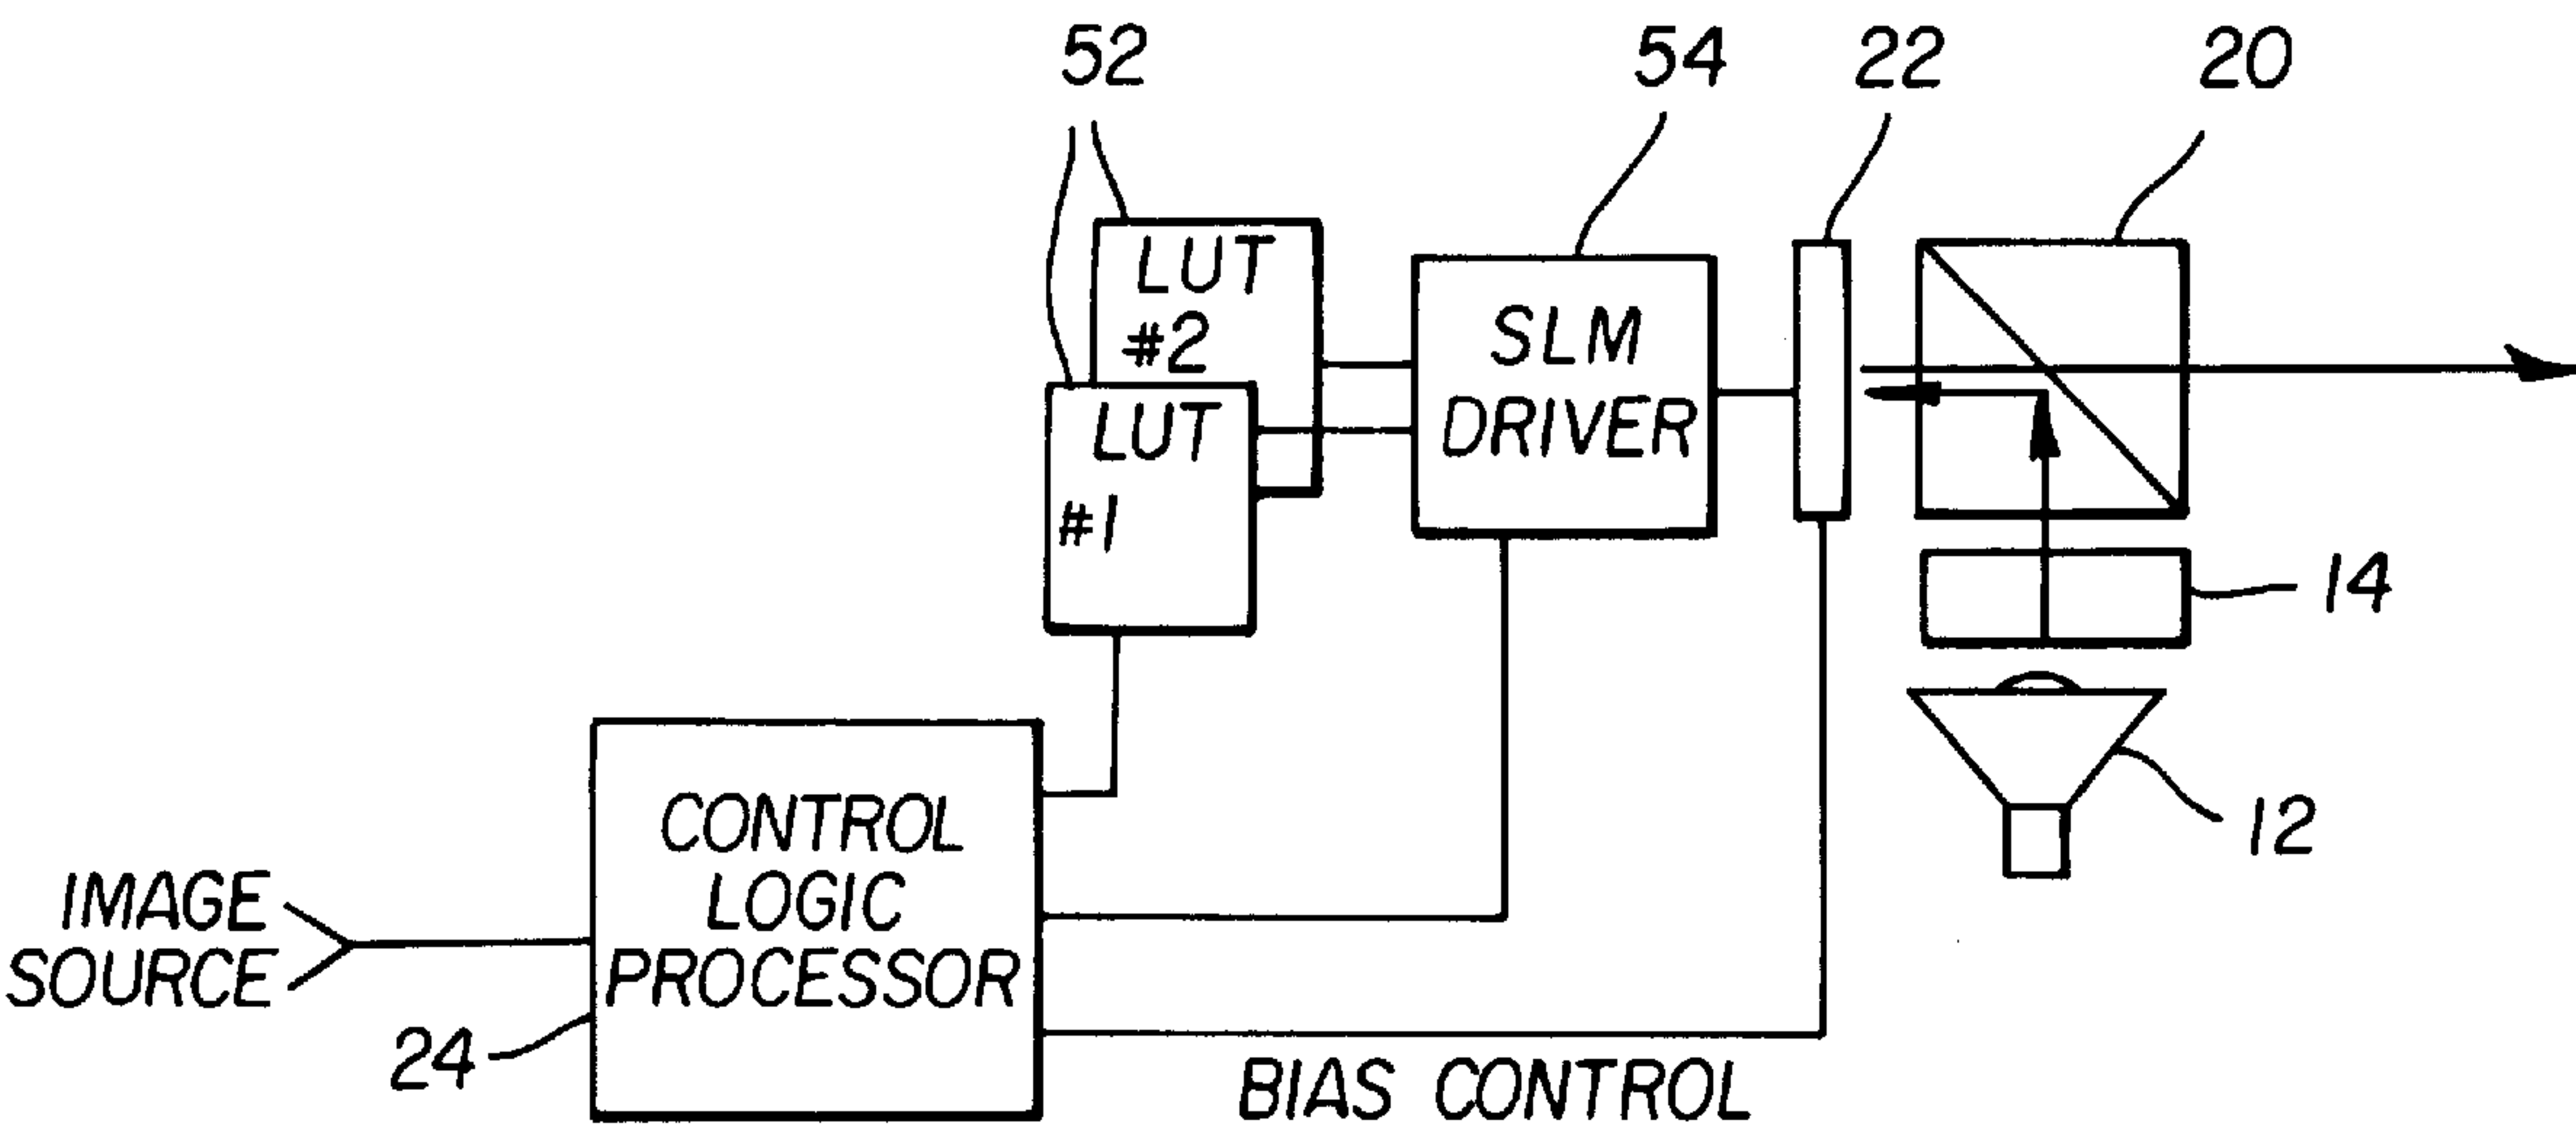 52
54
22
20
LUT
#2
LUT
#1
SLM
DRIVER
14
12
CONTROL
LOGIC
PROCESSOR
IMAGE
SOURCE
24
BIAS CONTROL